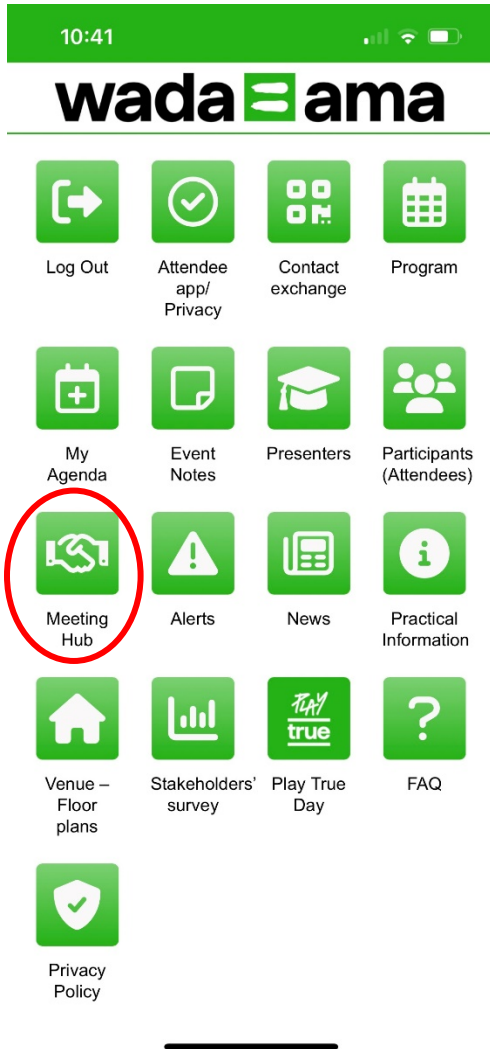 10:41
wada ama
Log Out
Attendee
app/
Privacy
Contact
exchange
Program
My
Agenda
Event
Notes
Presenters
Participants
(Attendees)
Meeting
Hub
Alerts
News
Practical
Information
Venue –
Floor
plans
Stakeholders’
survey
PLAY
true
Play True
Day
?
FAQ
Privacy
Policy